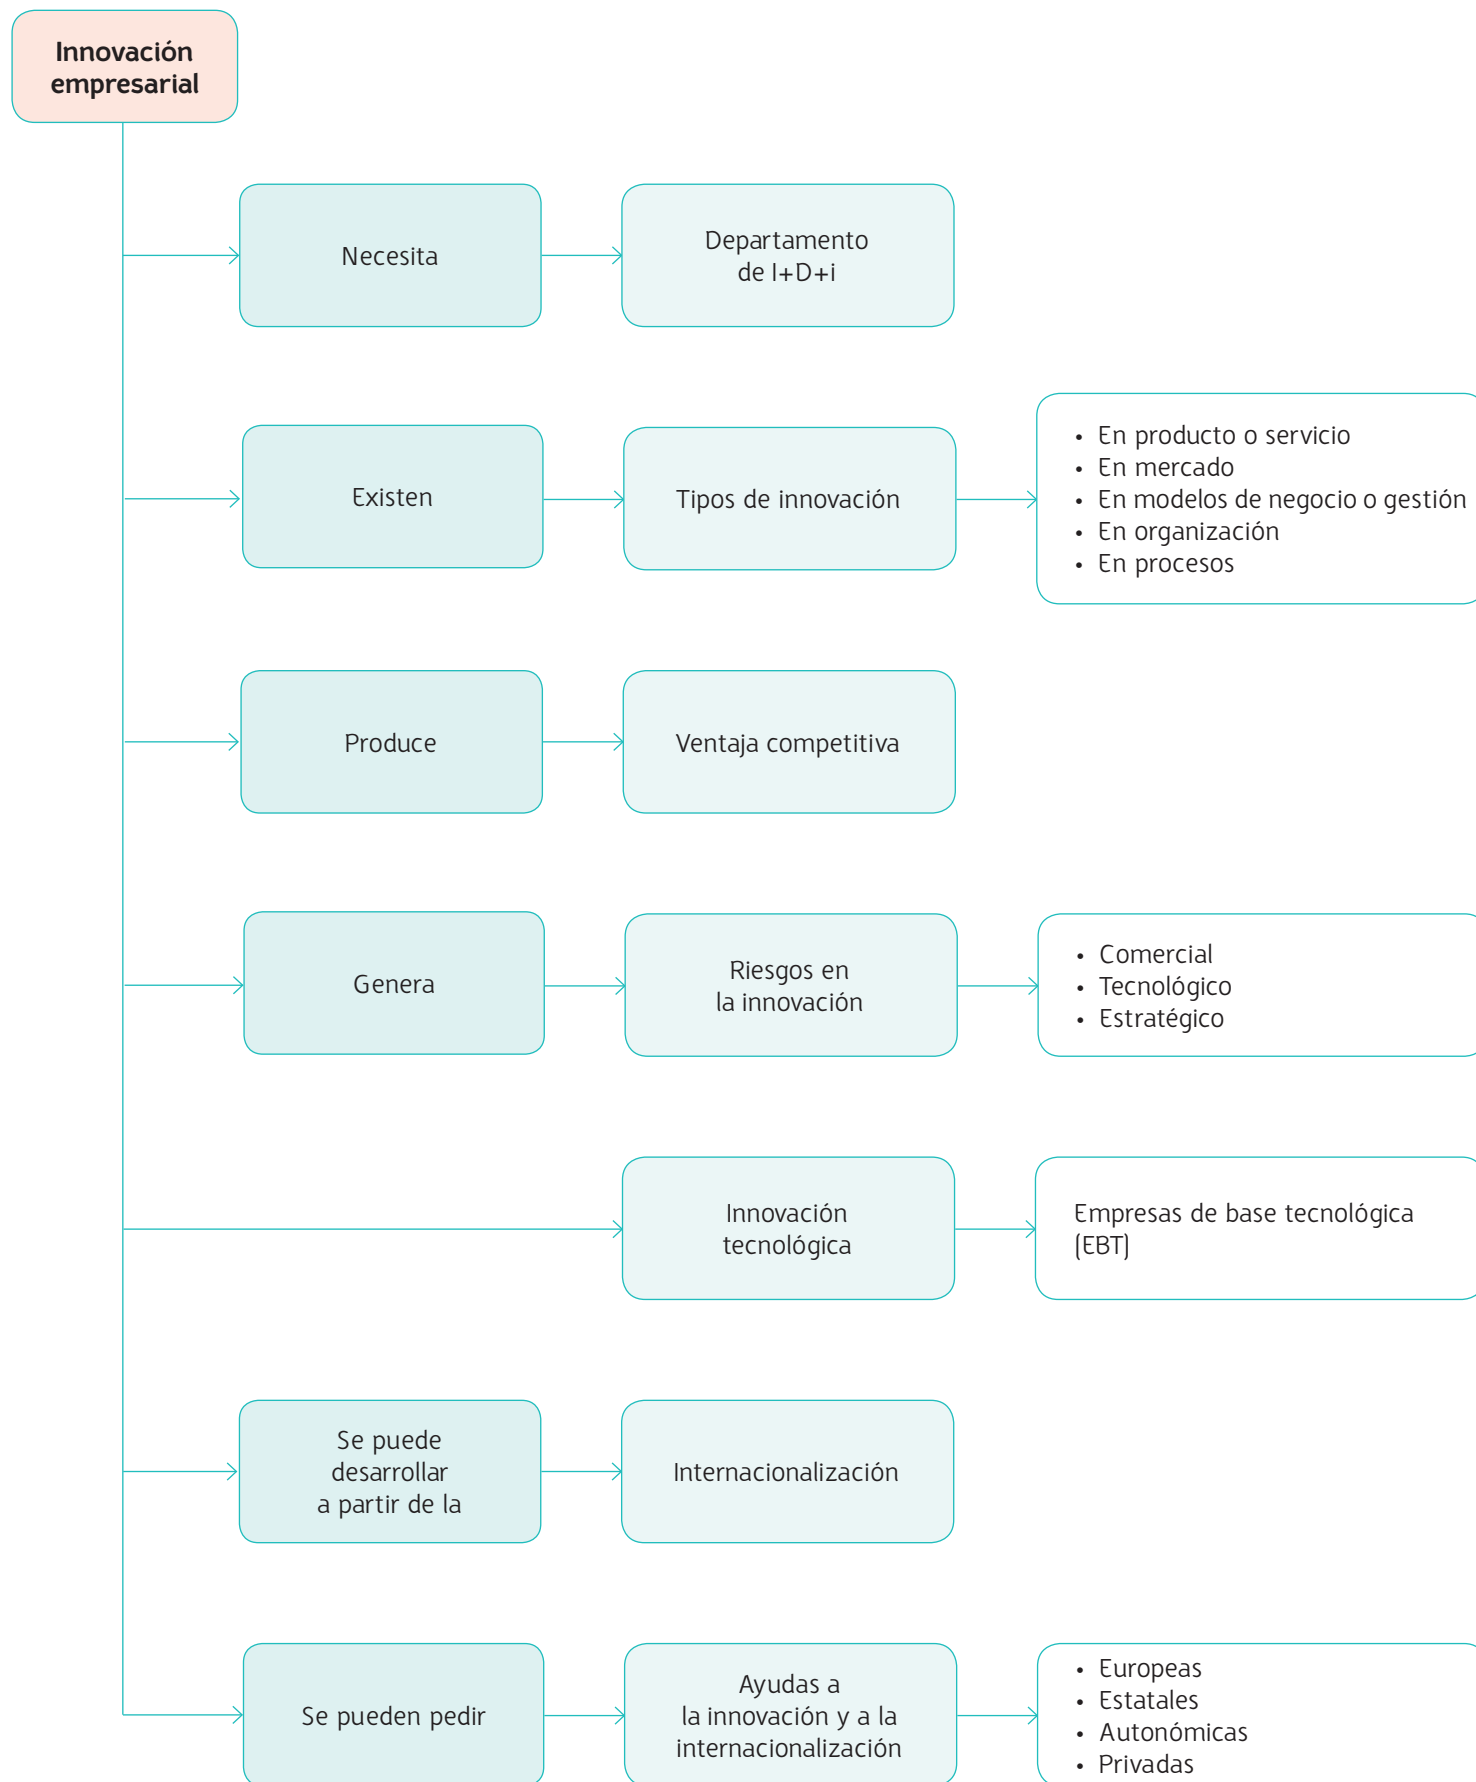 Innovación
empresarial
Necesita
Departamento
de I+D+i
Existen
Tipos de innovación
• En producto o servicio
• En mercado
• En modelos de negocio o gestión
• En organización
• En procesos
Produce
Ventaja competitiva
Genera
Riesgos en
la innovación
• Comercial
• Tecnológico
• Estratégico
Innovación
tecnológica
Empresas de base tecnológica
(EBT)
Se puede
desarrollar
a partir de la
Internacionalización
Se pueden pedir
Ayudas a
la innovación y a la
internacionalización
• Europeas
• Estatales
• Autonómicas
• Privadas